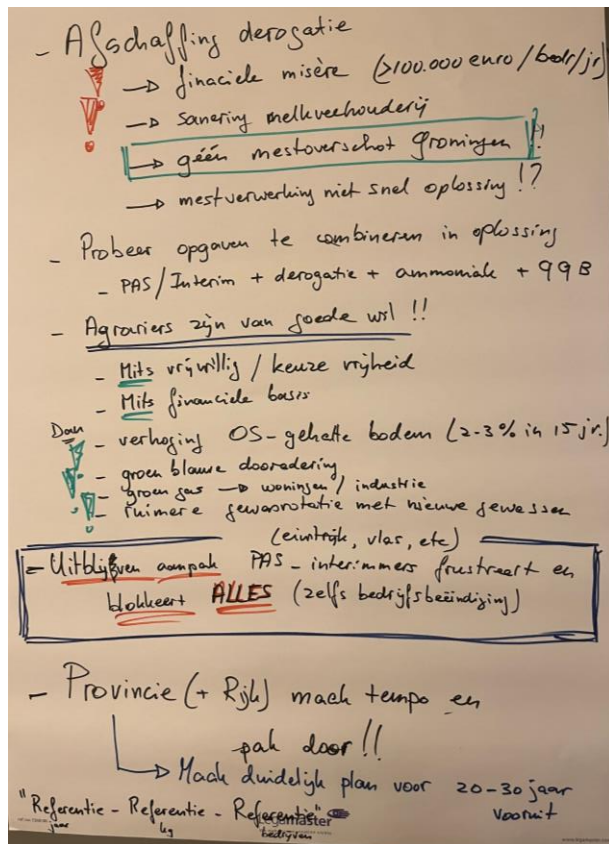 - Afschaffing derogatie
→ finaciele misère (>100.000 euro / bedr/jr)
→ sanering melkveehouderij
→ géén mestoverschot Groningen !?!
→ mestverwerking niet snel oplossing !?
- Probeer opgaven te combineren in oplossing
- PAS/Interim + derogatie + ammoniak +
- Agrariers zijn van goede wil !!
- Mits vrijwillig / keuze vrijheid
- Mits financiele basis
Dan
- verhoging OS-gehalte bodem (2-3% in 15 jr.
- groen blauwe dooradering
- groen gas → woningen / industrie
- ruimere gewasrotatie met nieuwe gewassen
(eiwitrijk, vlas, etc)
- Uitblijven aanpak PAS-interimmers frustreert en
blokkeert ALLES (zelfs bedrijfsbeëindiging)
- Provincie (+ Rijk) maak tempo en
pak door!!
→ Maak duidelijk plan voor 20-30 jaar
vooruit
"Referentie - Referentie - Referentie"
jaar kg bedrijven
Legamaster